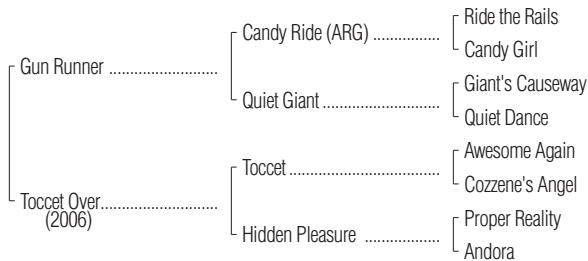 Ride the Rails
Candy Ride (ARG) ......................
Candy Girl
Gun Runner .............................
Giant's Causeway
Quiet Giant ................................
Quiet Dance
Awesome Again
Toccet ........................................
Cozzene's Angel
Toccet Over...............................
(2006)
Proper Reality
Hidden Pleasure ....................
Andora